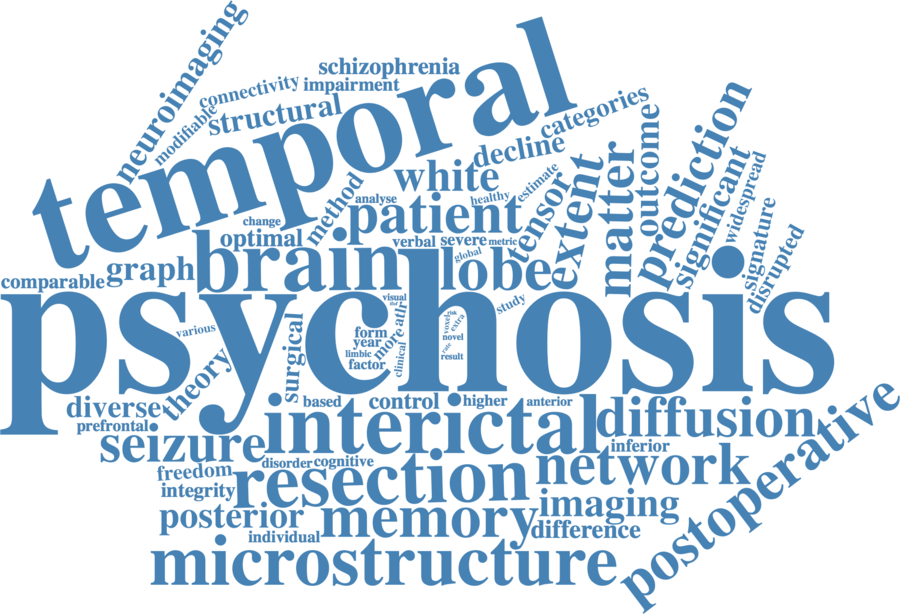 neuroimaging
schizophrenia
connectivity
impairment
modifiable
structural
temporal
categories
decline
white
method
analyse
healthy
estimate
patient
tensor
extent
matter
outcome
prediction
significant
widespread
signature
disrupted
change
optimal
verbal
severe
metric
global
comparable
graph
brain
lobe
psychosis
visual
study
various
surgical
form
year
limbic
factor
more
athr
clinical
voxel
extra
novel
rate
result
theory
diverse
prefrontal
based
control
higher
anterior
interictal
diffusion
seizure
inferior
disorder
cognitive
freedom
integrity
resection
network
postoperative
posterior
memory
imaging
individual
difference
microstructure